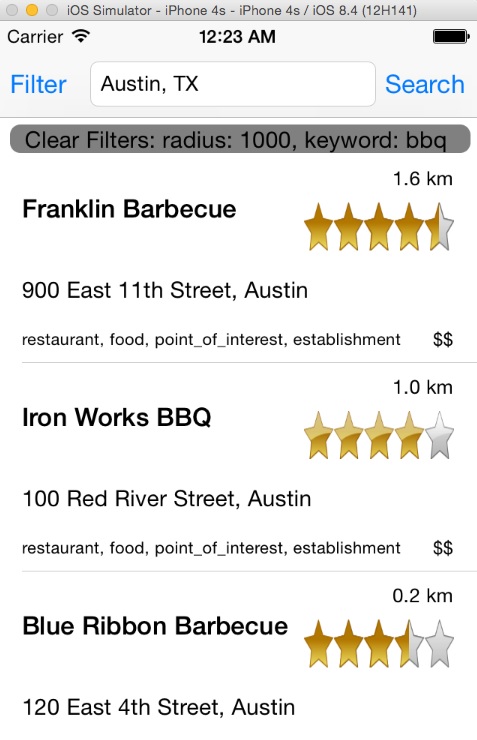 iOS Simulator - iPhone 4s - iPhone 4s / iOS 8.4 (12H141)
Carrier 12:23 AM
Filter Austin, TX Search
Clear Filters: radius: 1000, keyword: bbq
1.6 km
Franklin Barbecue
900 East 11th Street, Austin
restaurant, food, point_of_interest, establishment $$
1.0 km
Iron Works BBQ
100 Red River Street, Austin
restaurant, food, point_of_interest, establishment $$
0.2 km
Blue Ribbon Barbecue
120 East 4th Street, Austin